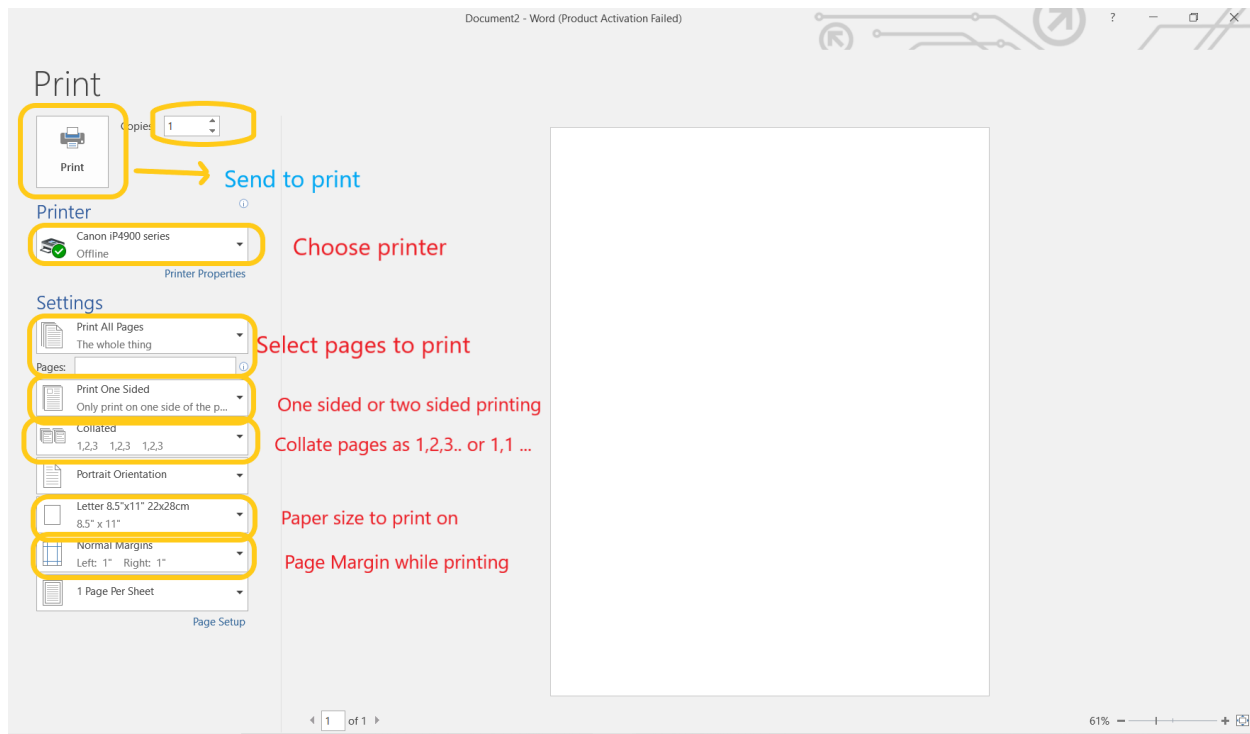 Document2 - Word (Product Activation Failed)
?
Print
Copies: 1
Print
Send to print
Printer
Canon iP4900 series
Offline
Choose printer
Printer Properties
Settings
Print All Pages
The whole thing
Select pages to print
Pages:
Print One Sided
Only print on one side of the p...
One sided or two sided printing
Collated
1,2,3 1,2,3 1,2,3
Collate pages as 1,2,3.. or 1,1 ...
Portrait Orientation
Letter 8.5"x11" 22x28cm
8.5" x 11"
Paper size to print on
Normal Margins
Left: 1" Right: 1"
Page Margin while printing
1 Page Per Sheet
Page Setup
1 of 1
61%